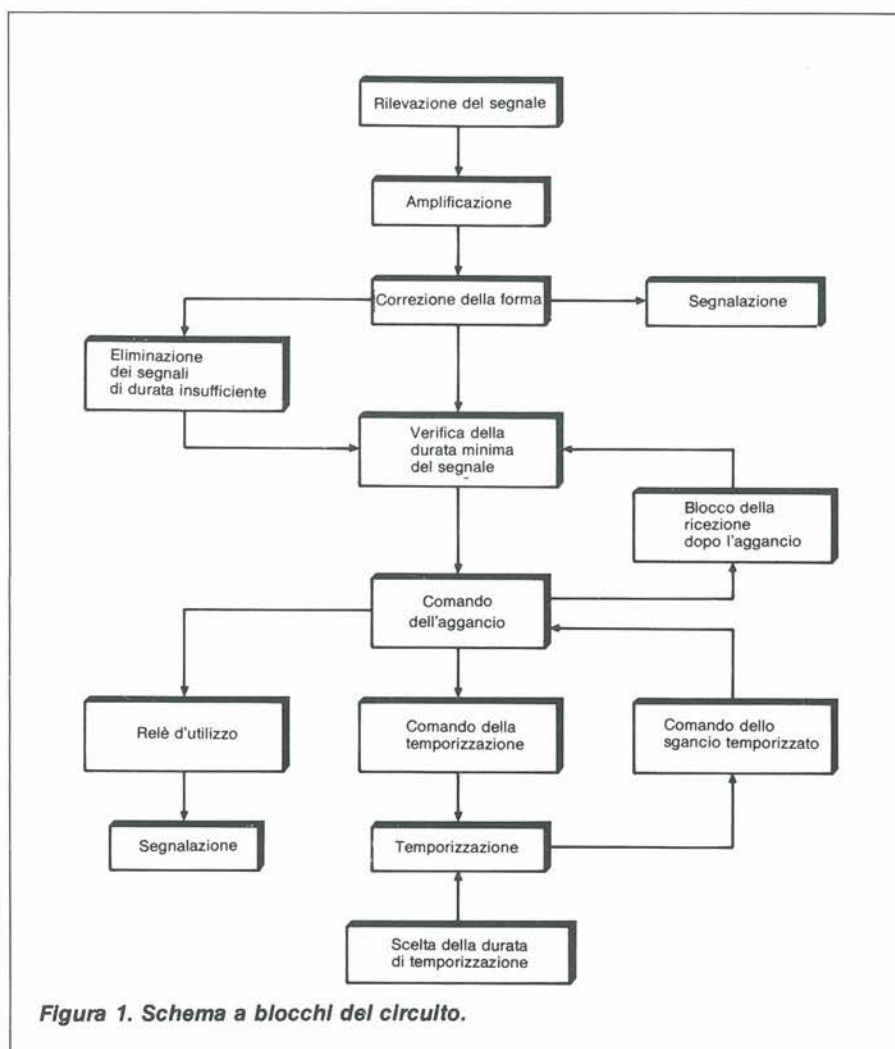 Rilevazione del segnale
Amplificazione
Correzione della forma
Segnalazione
Eliminazione
dei segnali
di durata insufficiente
Verifica della
durata minima
del segnale
Blocco della
ricezione
dopo l'aggancio
Comando
dell'aggancio
Relè d'utilizzo
Comando della
temporizzazione
Comando dello
sgancio temporizzato
Segnalazione
Temporizzazione
Scelta della durata
di temporizzazione
Figura 1. Schema a blocchi del circuito.